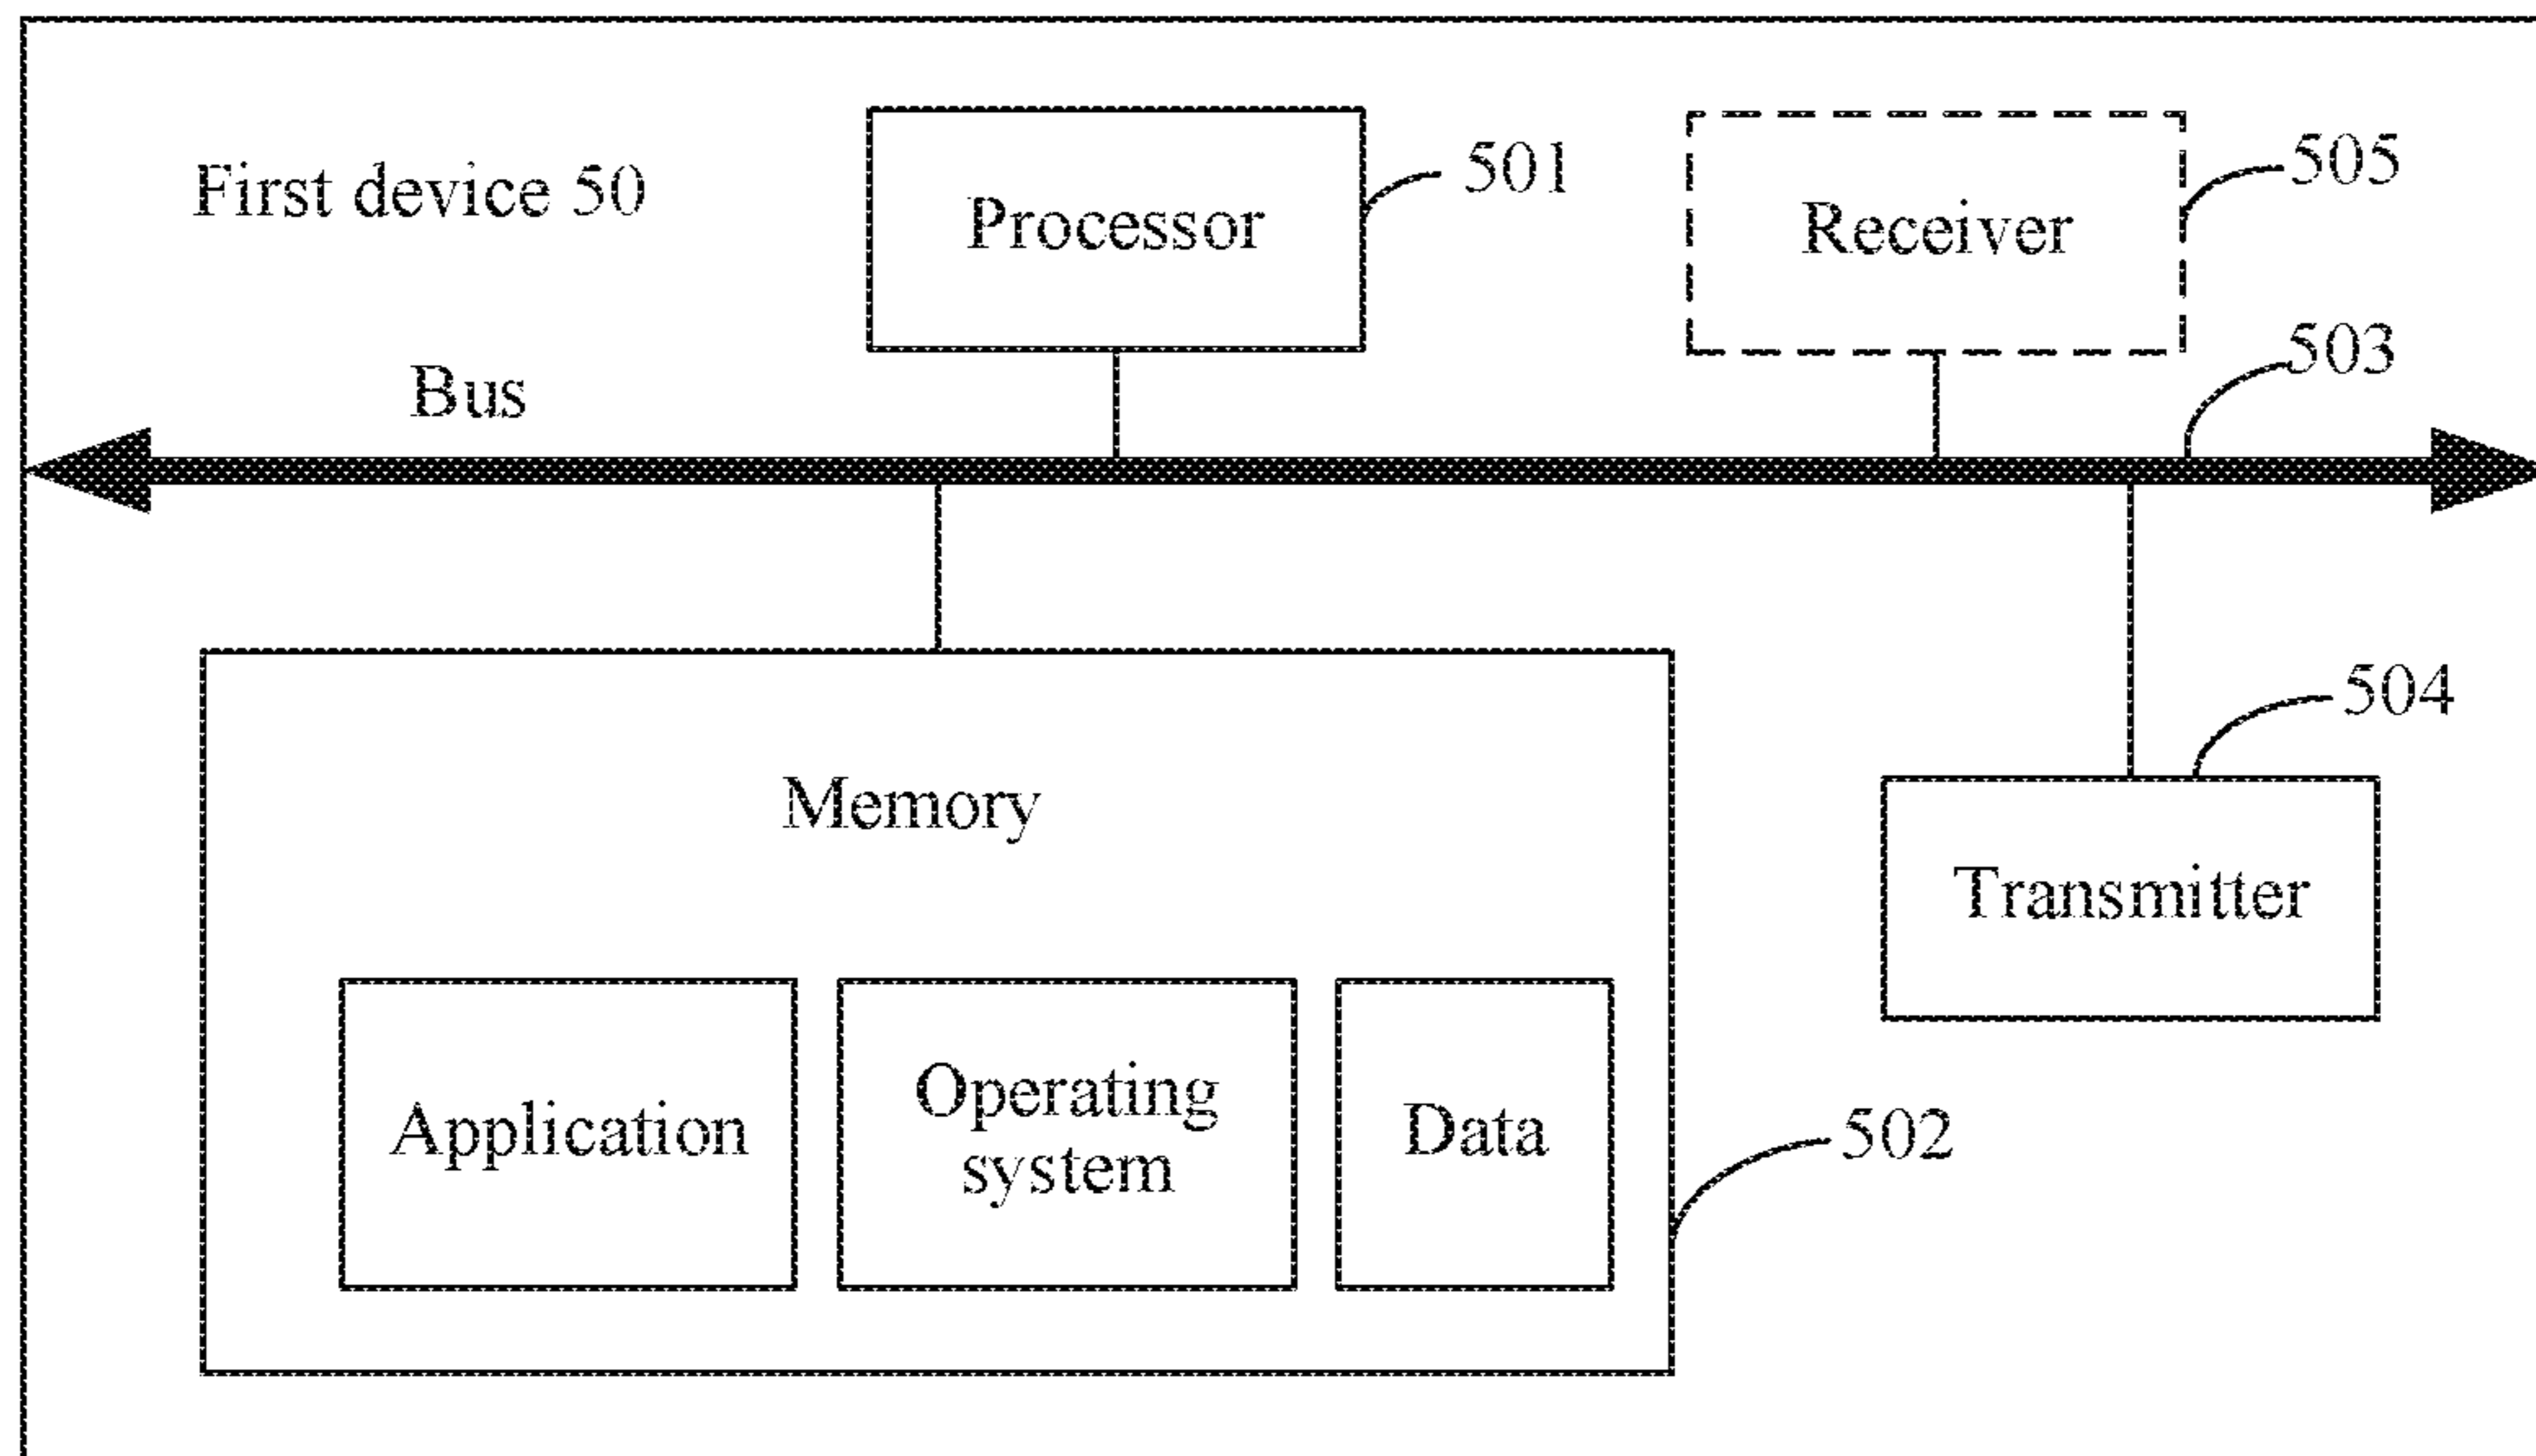 First device 50
Processor
501
Receiver
505
Bus
503
Memory
504
Transmitter
Application
Operating
system
Data
502